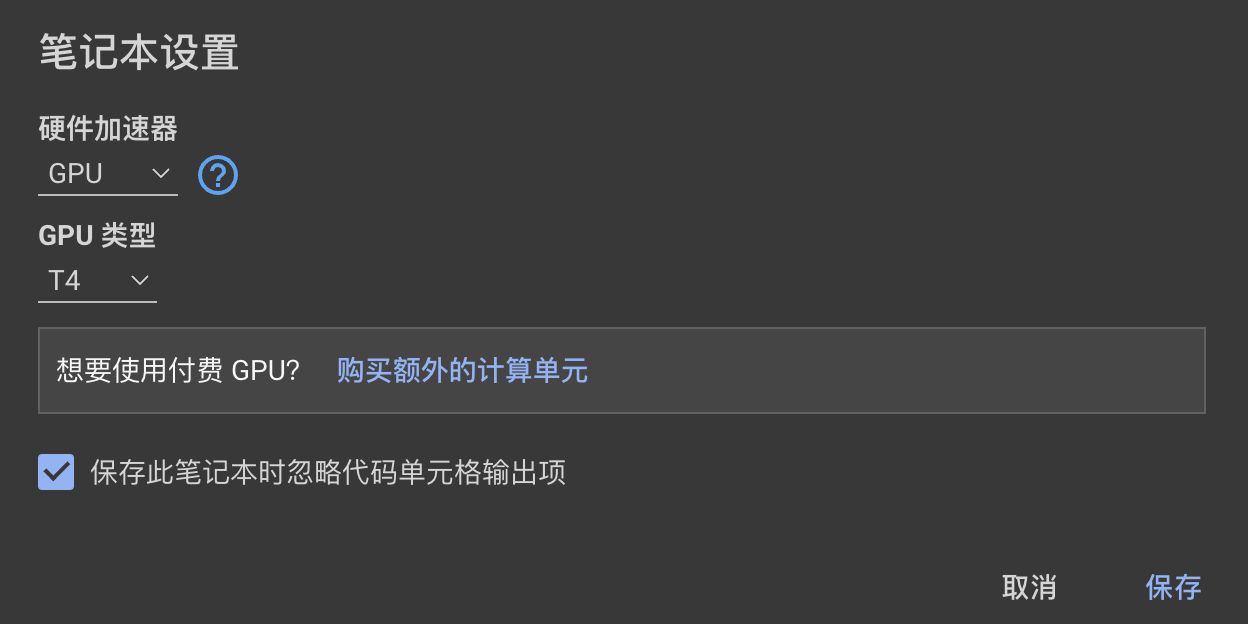 笔记本设置
硬件加速器
GPU
GPU 类型
T4
想要使用付费 GPU? 购买额外的计算单元
保存此笔记本时忽略代码单元格输出项
取消 保存